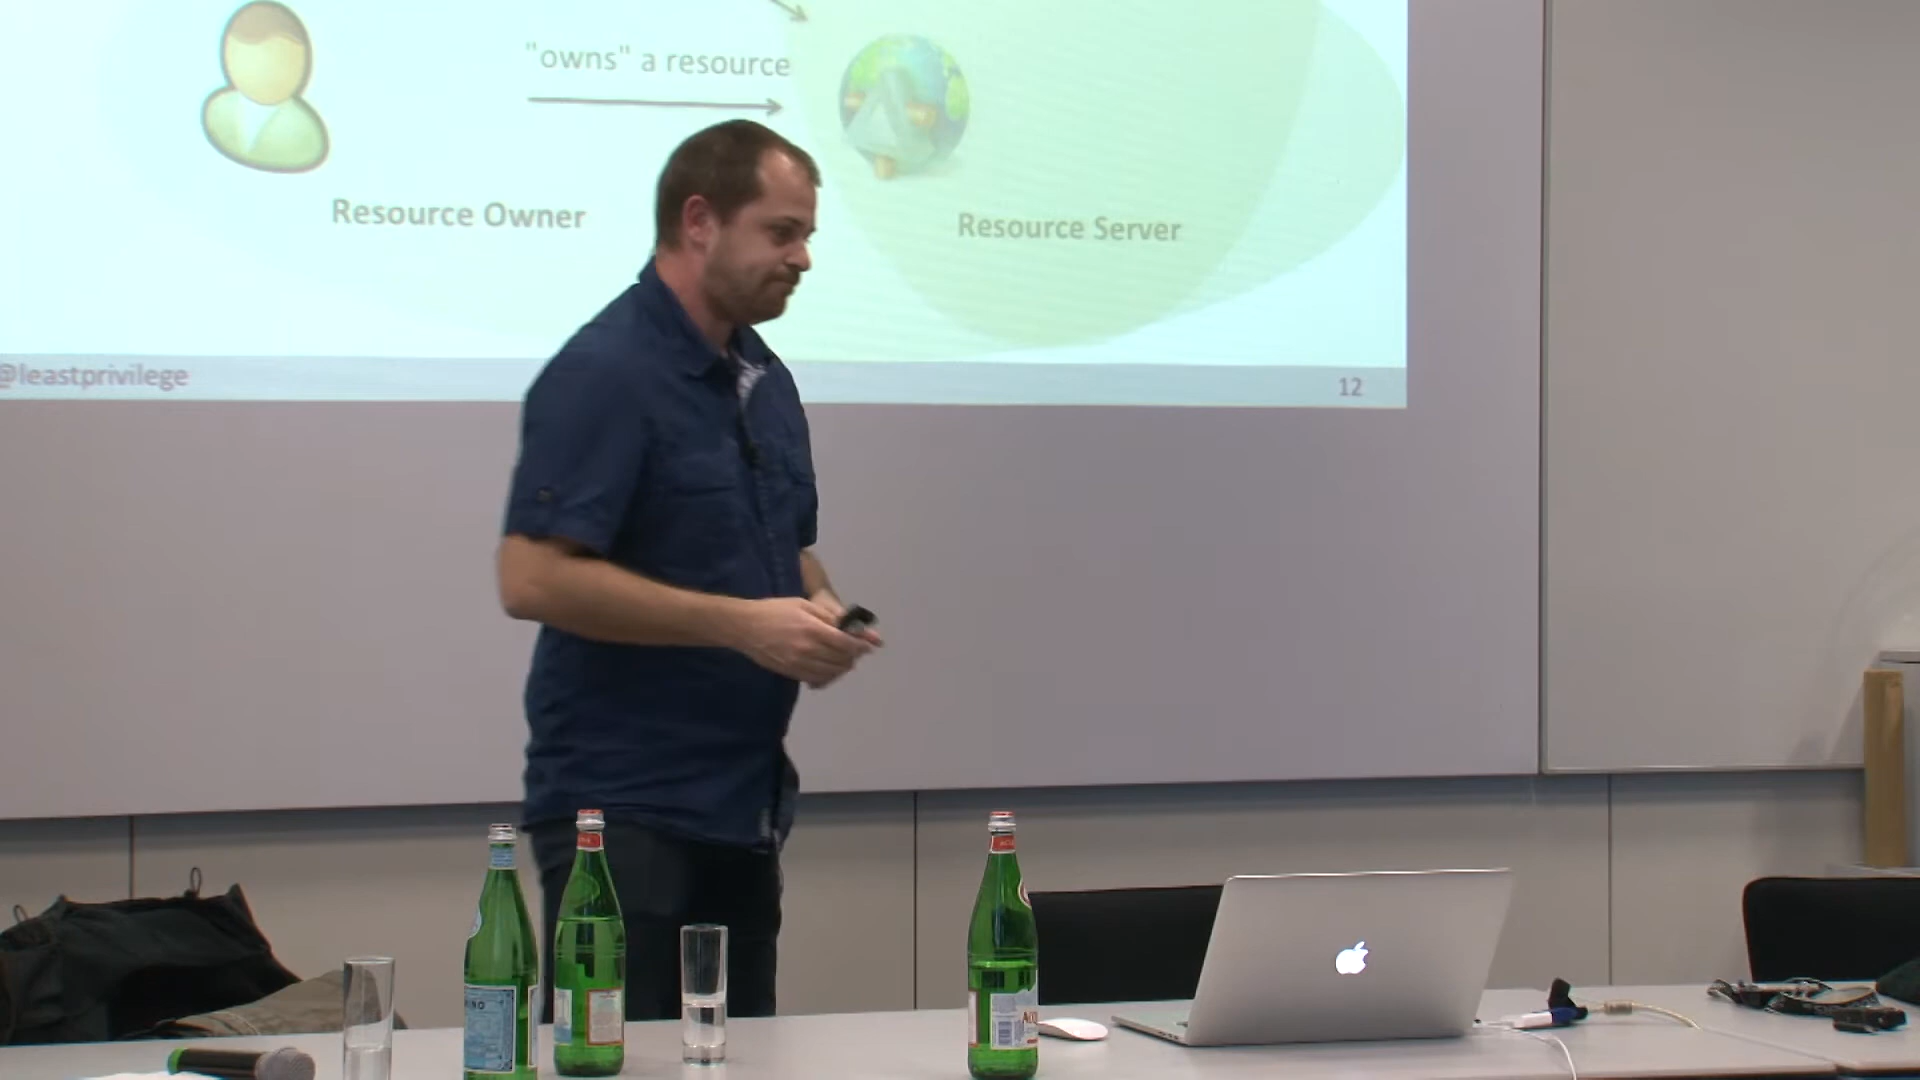 "owns" a resource
Resource Owner
Resource Server
@leastprivilege
12